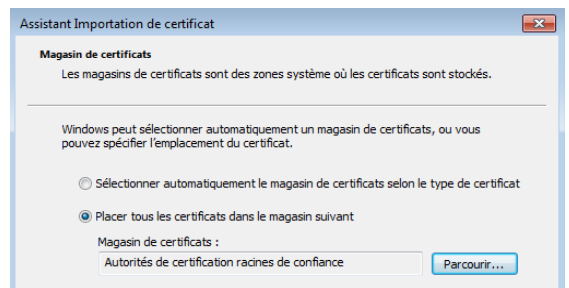 Assistant Importation de certificat
Magasin de certificats
Les magasins de certificats sont des zones système où les certificats sont stockés.
Windows peut sélectionner automatiquement un magasin de certificats, ou vous
pouvez spécifier l'emplacement du certificat.
Sélectionner automatiquement le magasin de certificats selon le type de certificat
Placer tous les certificats dans le magasin suivant
Magasin de certificats :
Autorités de certification racines de confiance
Parcourir...